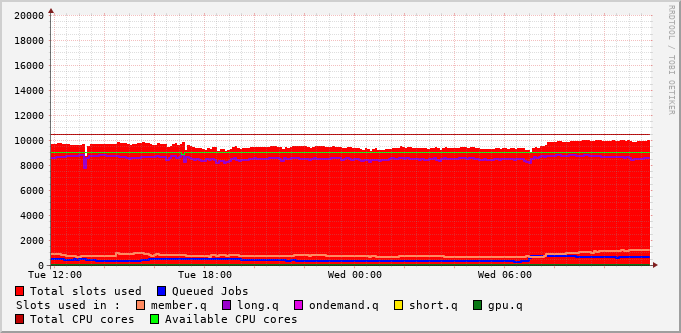 20000
18000
16000
14000
12000
10000
8000
6000
4000
2000
0
Tue 12:00 Tue 18:00 Wed 00:00 Wed 06:00
Total slots used Queued Jobs
Slots used in : member.q long.q ondemand.q short.q gpu.q
Total CPU cores Available CPU cores
RRDTOOL / TOBI OETIKER